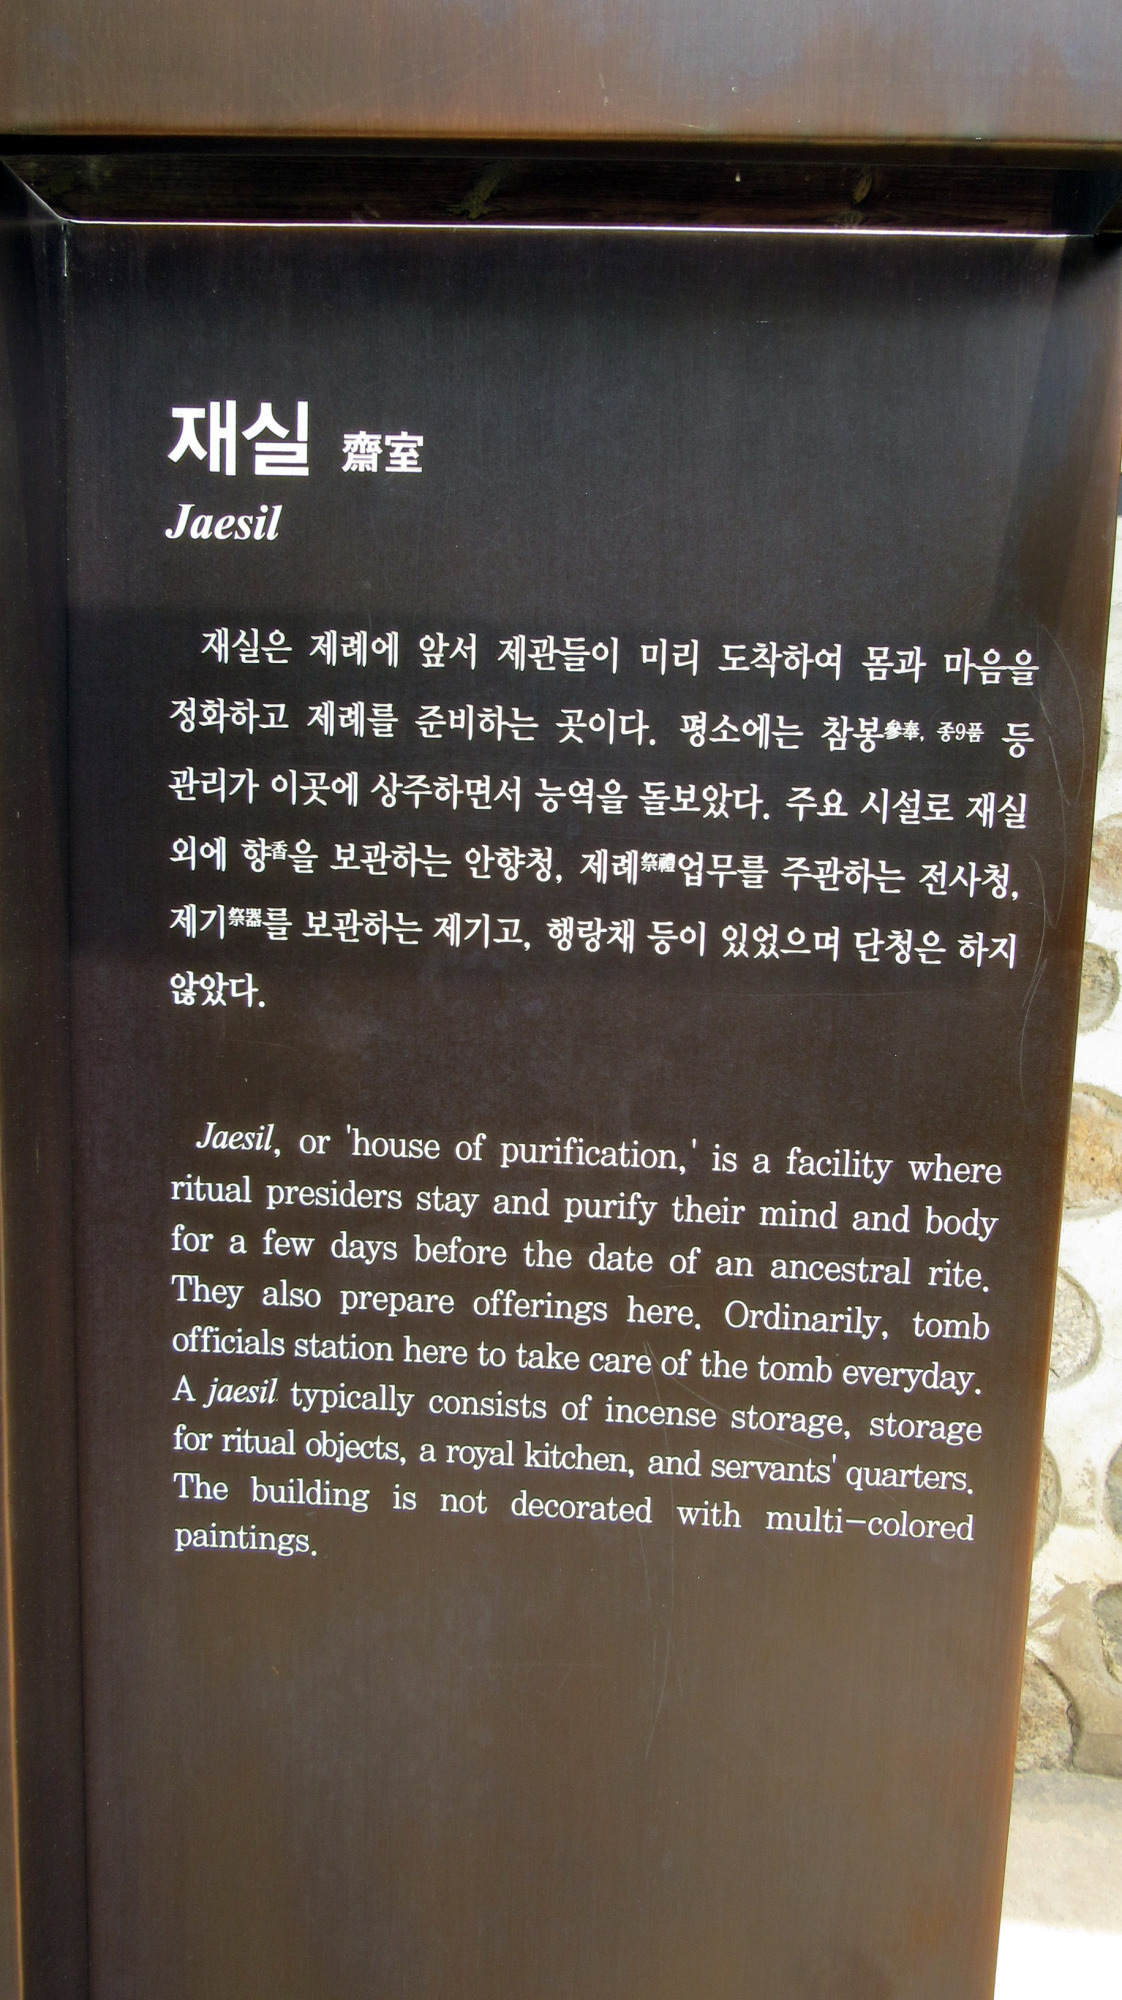 재실 齋室
Jaesil
재실은 제례에 앞서 제관들이 미리 도착하여 몸과 마음을
정화하고 제례를 준비하는 곳이다. 평소에는 참봉參奉, 종9품 등
관리가 이곳에 상주하면서 능역을 돌보았다. 주요 시설로 재실
외에 향香을 보관하는 안향청, 제례祭禮업무를 주관하는 전사청,
제기祭器를 보관하는 제기고, 행랑채 등이 있었으며 단청은 하지
않았다.
Jaesil, or 'house of purification,' is a facility where
ritual presiders stay and purify their mind and body
for a few days before the date of an ancestral rite.
They also prepare offerings here. Ordinarily, tomb
officials station here to take care of the tomb everyday.
A jaesil typically consists of incense storage, storage
for ritual objects, a royal kitchen, and servants' quarters.
The building is not decorated with multi-colored
paintings.